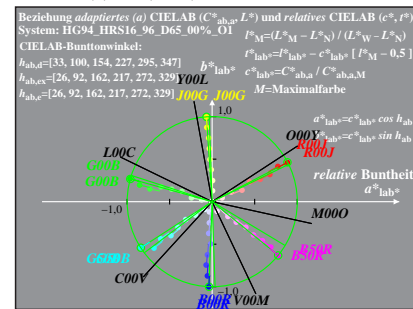 Beziehung adaptiertes (a) CIELAB (C*ab,a, L*) und relatives CIELAB (c*, t*)
System: HG94_HRS16_96_D65_00%_O1 l*M=(L*M – L*N) / (L*W – L*N)
CIELAB-Bunttonwinkel: t*lab*=l*lab* – c*lab* [ l*M – 0,5 ]
hab,d=[33, 100, 154, 227, 295, 347] b*lab* c*lab*=C*ab,a / C*ab,a,M
hab,ex=[26, 92, 162, 217, 272, 329] Y00L M=Maximalfarbe
hab,e=[26, 92, 162, 217, 272, 329] J00G J00G
1,0
a*lab*=c*lab* cos hab
b*lab*=c*lab* sin hab
O00Y
R00J
R00J
L00C
G00B
G00B
relative Buntheit
a*lab*
–1,0
M00O
B50R
B50R
C00V
B00R
B00R
V00M
–1,0